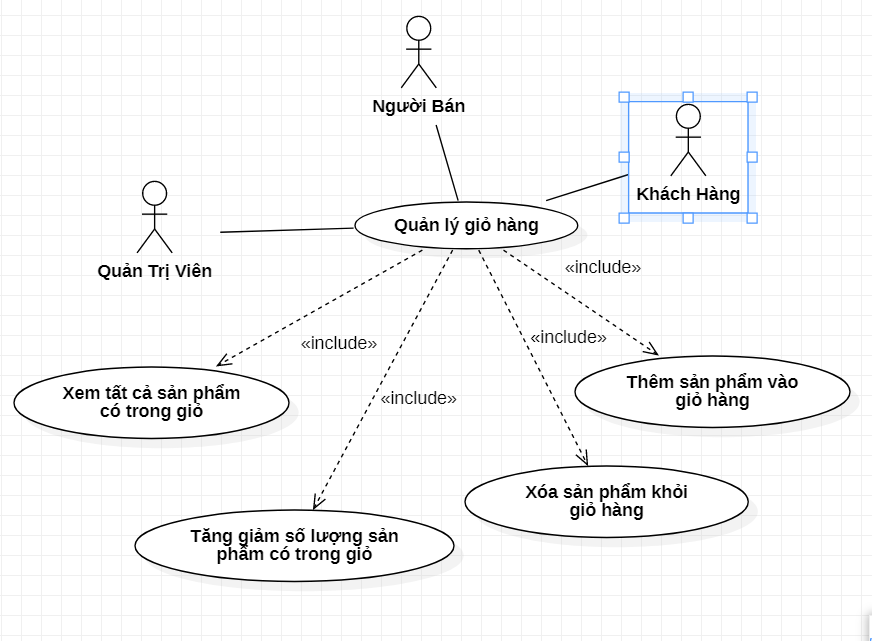 Người Bán
Khách Hàng
Quản lý giỏ hàng
Quản Trị Viên
«include»
«include»
«include»
«include»
Xem tất cả sản phẩm
có trong giỏ
Thêm sản phẩm vào
giỏ hàng
Xóa sản phẩm khỏi
giỏ hàng
Tăng giảm số lượng sản
phẩm có trong giỏ